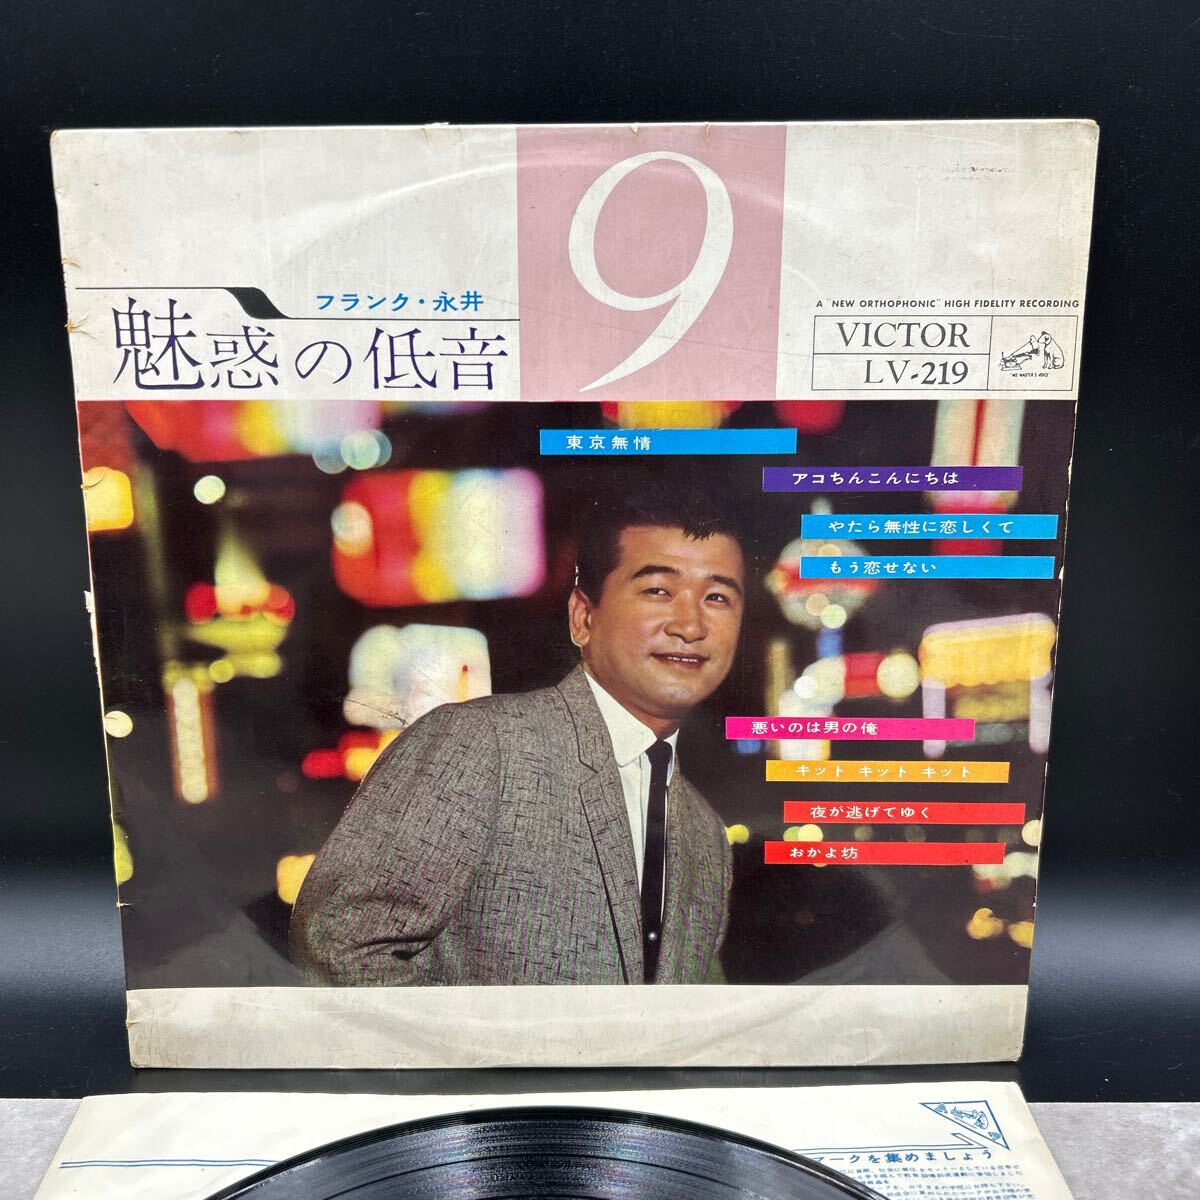 9
フランク・永井
魅惑の低音
A "NEW ORTHOPHONIC" HIGH FIDELITY RECORDING
VICTOR
LV-219
"HIS MASTER'S VOICE"
東京無情
アコちんこんにちは
やたら無性に恋しくて
もう恋せない
悪いのは男の俺
キット キット キット
夜が逃げてゆく
おかよ坊
マークを集めましょう